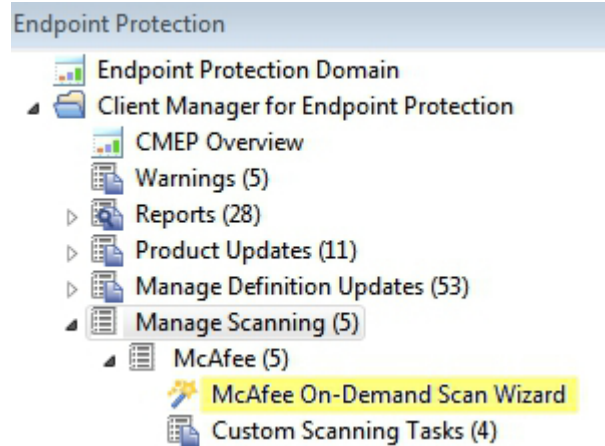 Endpoint Protection
Endpoint Protection Domain
Client Manager for Endpoint Protection
CMEP Overview
Warnings (5)
Reports (28)
Product Updates (11)
Manage Definition Updates (53)
Manage Scanning (5)
McAfee (5)
McAfee On-Demand Scan Wizard
Custom Scanning Tasks (4)